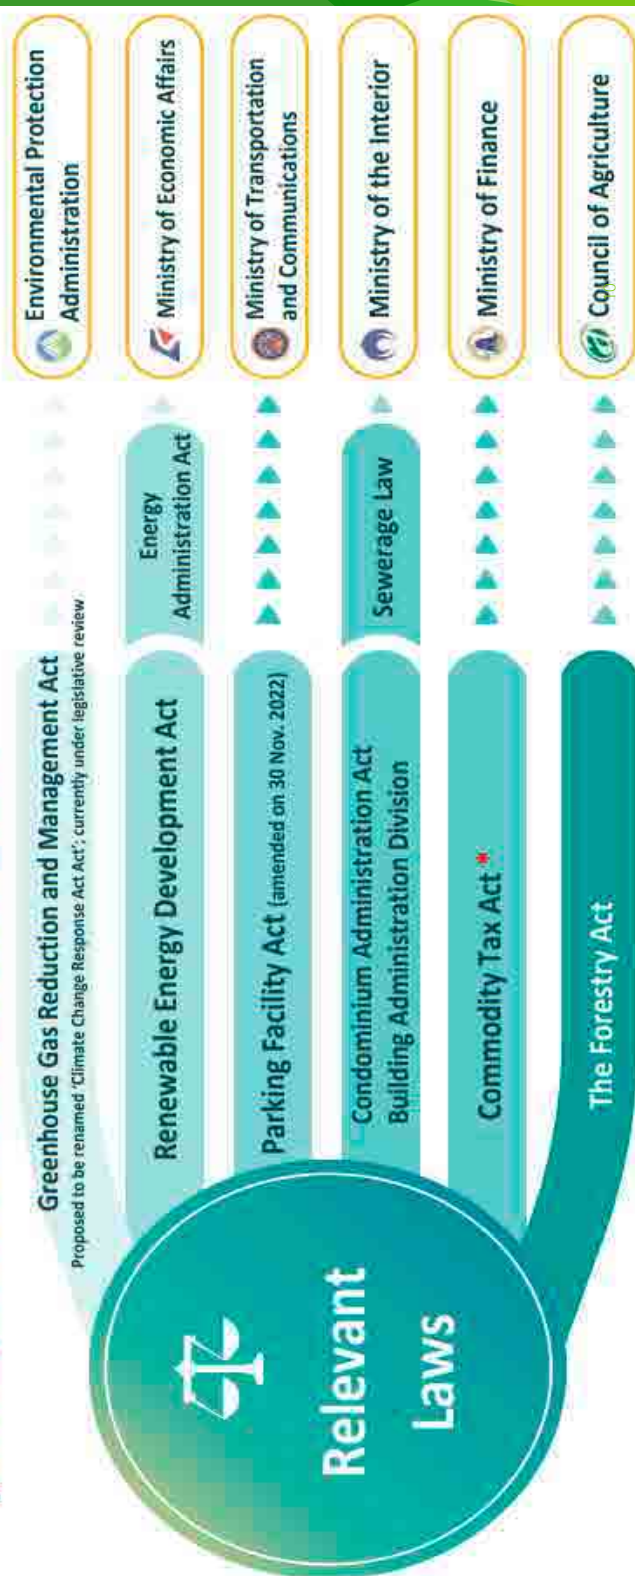 Relevant
Laws
Greenhouse Gas Reduction and Management Act
Proposed to be renamed 'Climate Change Response Act Act'; currently under legislative review
Environmental Protection
Administration
Renewable Energy Development Act
Energy
Administration Act
Ministry of Economic Affairs
Parking Facility Act (amended on 30 Nov. 2022)
Ministry of Transportation
and Communications
Condominium Administration Act
Building Administration Division
Sewerage Law
Ministry of the Interior
Commodity Tax Act *
Ministry of Finance
The Forestry Act
Council of Agriculture